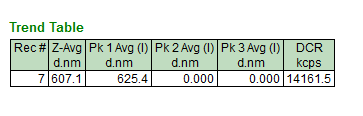 Trend Table
Rec # Z-Avg Pk 1 Avg (I) Pk 2 Avg (I) Pk 3 Avg (I) DCR
d.nm d.nm d.nm d.nm kcps
7 607.1 625.4 0.000 0.000 14161.5